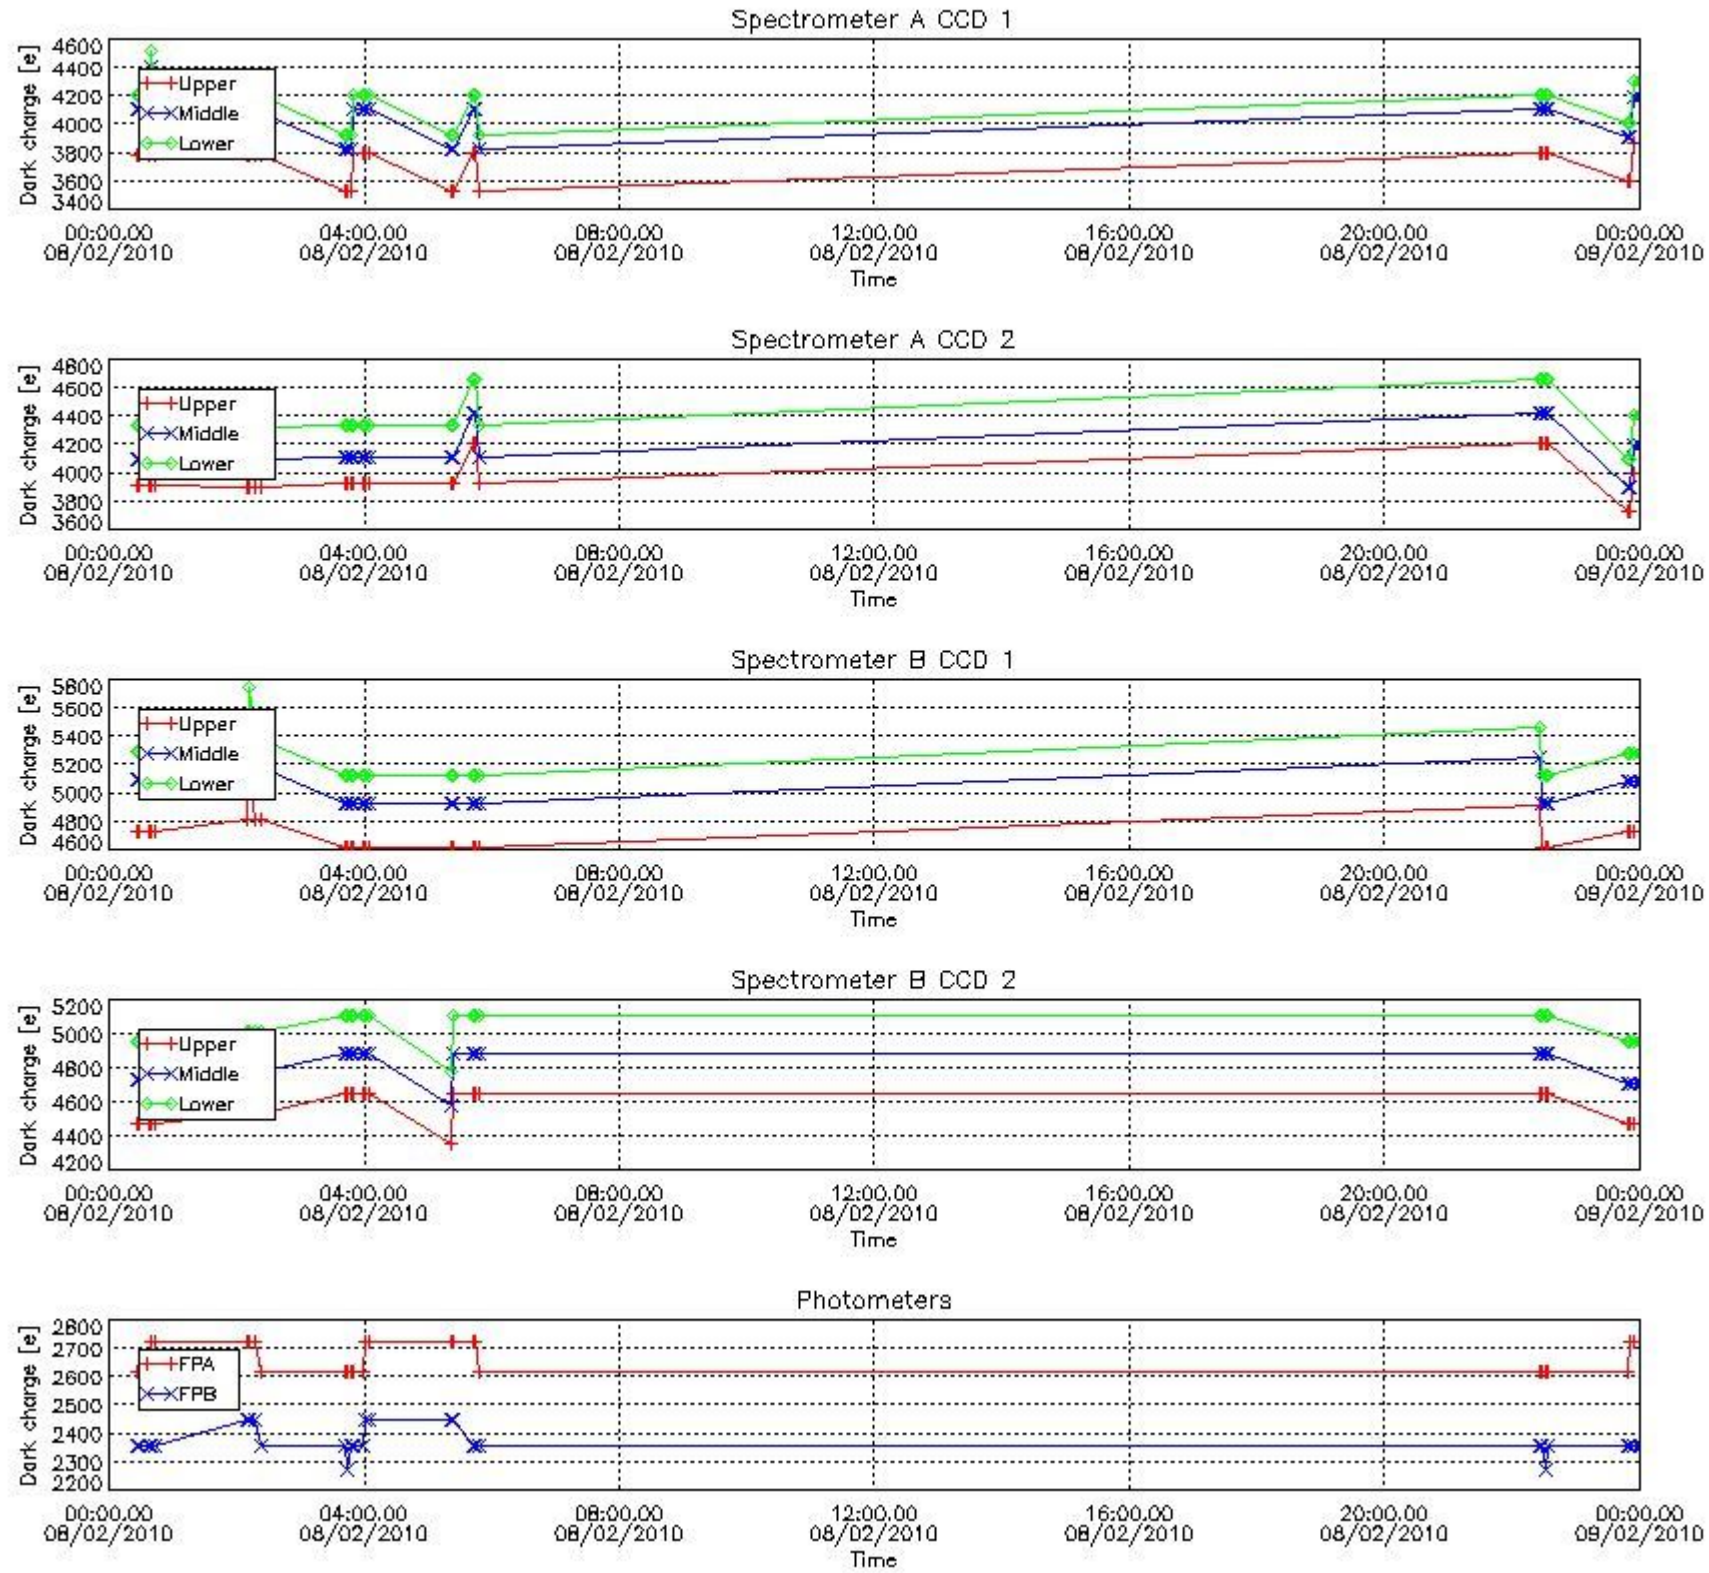 Spectrometer A CCD 1
Dark charge [e]
4600
4400
4200
4000
3800
3600
3400
Upper
Middle
Lower
00:00.00 04:00.00 08:00.00 12:00.00 16:00.00 20:00.00 00:00.00
08/02/2010 08/02/2010 08/02/2010 08/02/2010 08/02/2010 08/02/2010 09/02/2010
Time
Spectrometer A CCD 2
Dark charge [e]
4800
4600
4400
4200
4000
3800
3600
Upper
Middle
Lower
00:00.00 04:00.00 08:00.00 12:00.00 16:00.00 20:00.00 00:00.00
08/02/2010 08/02/2010 08/02/2010 08/02/2010 08/02/2010 08/02/2010 09/02/2010
Time
Spectrometer B CCD 1
Dark charge [e]
5800
5600
5400
5200
5000
4800
4600
Upper
Middle
Lower
00:00.00 04:00.00 08:00.00 12:00.00 16:00.00 20:00.00 00:00.00
08/02/2010 08/02/2010 08/02/2010 08/02/2010 08/02/2010 08/02/2010 09/02/2010
Time
Spectrometer B CCD 2
Dark charge [e]
5200
5000
4800
4600
4400
4200
Upper
Middle
Lower
00:00.00 04:00.00 08:00.00 12:00.00 16:00.00 20:00.00 00:00.00
08/02/2010 08/02/2010 08/02/2010 08/02/2010 08/02/2010 08/02/2010 09/02/2010
Time
Photometers
Dark charge [e]
2800
2700
2600
2500
2400
2300
2200
FPA
FPB
00:00.00 04:00.00 08:00.00 12:00.00 16:00.00 20:00.00 00:00.00
08/02/2010 08/02/2010 08/02/2010 08/02/2010 08/02/2010 08/02/2010 09/02/2010
Time